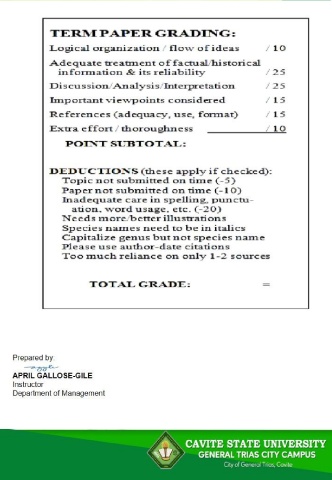 TERM PAPER GRADING:
Logical organization / flow of ideas / 10
Adequate treatment of factual/historical
information & its reliability / 25
Discussion/Analysis/Interpretation / 25
Important viewpoints considered / 15
References (adequacy, use, format) / 15
Extra effort / thoroughness / 10
POINT SUBTOTAL:
DEDUCTIONS (these apply if checked):
Topic not submitted on time (-5)
Paper not submitted on time (-10)
Inadequate care in spelling, punctu-
ation, word usage, etc. (-20)
Needs more/better illustrations
Species names need to be in italics
Capitalize genus but not species name
Please use author-date citations
Too much reliance on only 1-2 sources
TOTAL GRADE: =
Prepared by
APRIL GALLOSE-GILE
Instructor
Department of Management
CAVITE STATE UNIVERSITY
GENERAL TRIAS CITY CAMPUS
City of General Trias, Cavite